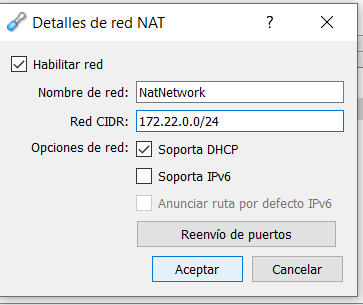 Detalles de red NAT
Habilitar red
Nombre de red: NatNetwork
Red CIDR: 172.22.0.0/24
Opciones de red: Soporta DHCP
Soporta IPv6
Anunciar ruta por defecto IPv6
Reenvío de puertos
Aceptar Cancelar